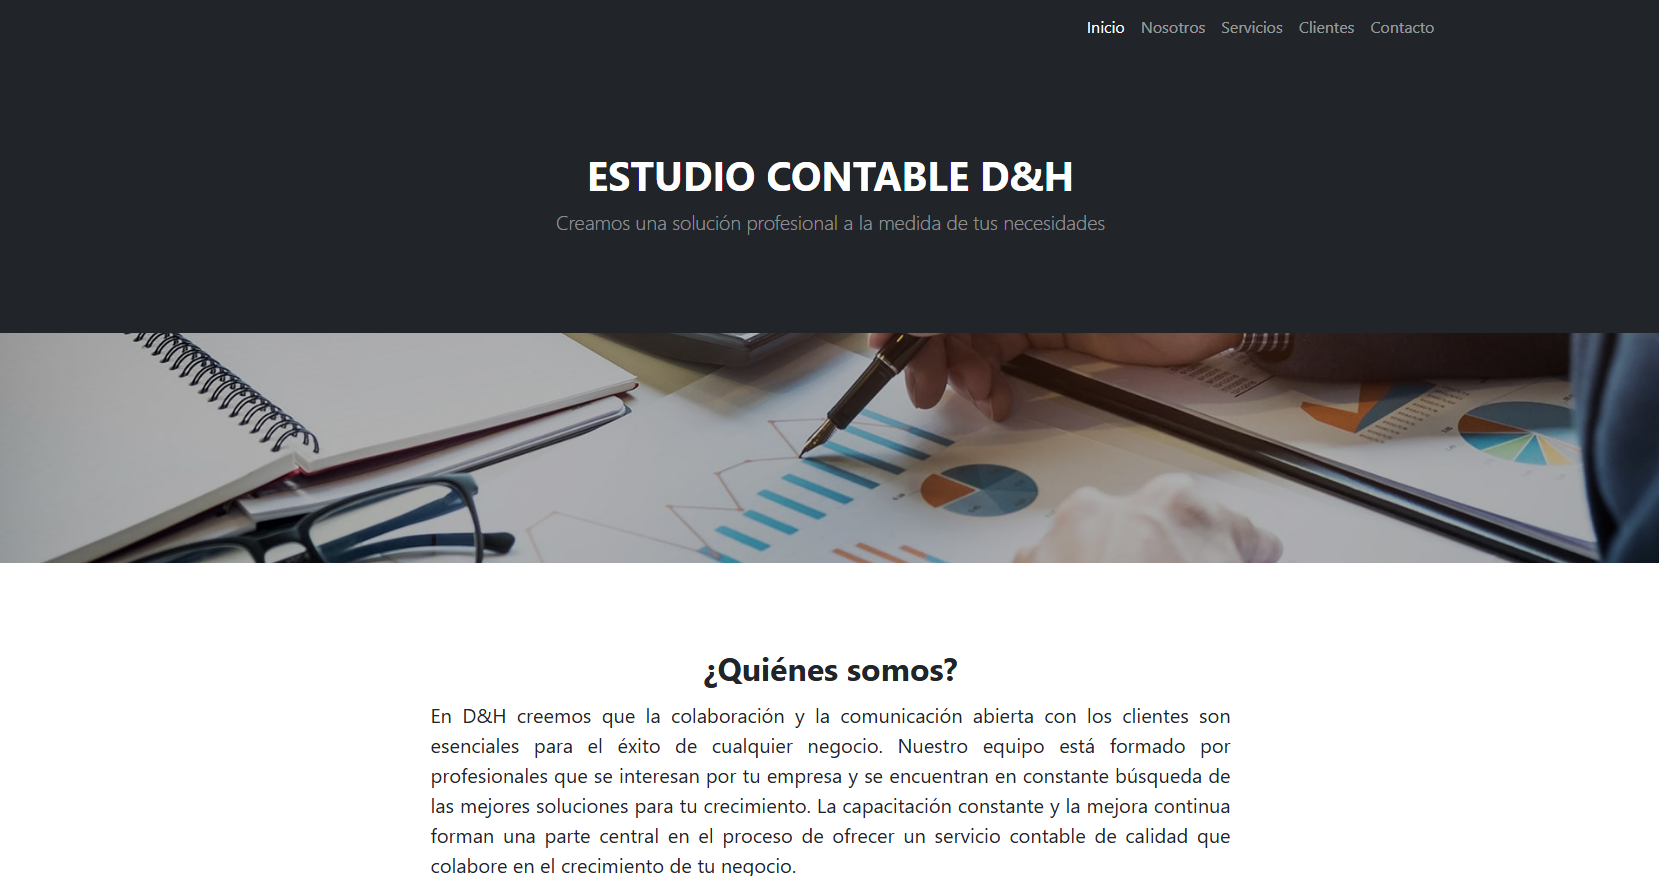 Inicio Nosotros Servicios Clientes Contacto
ESTUDIO CONTABLE D&H
Creamos una solución profesional a la medida de tus necesidades
¿Quiénes somos?
En D&H creemos que la colaboración y la comunicación abierta con los clientes son
esenciales para el éxito de cualquier negocio. Nuestro equipo está formado por
profesionales que se interesan por tu empresa y se encuentran en constante búsqueda de
las mejores soluciones para tu crecimiento. La capacitación constante y la mejora continua
forman una parte central en el proceso de ofrecer un servicio contable de calidad que
colabore en el crecimiento de tu negocio.